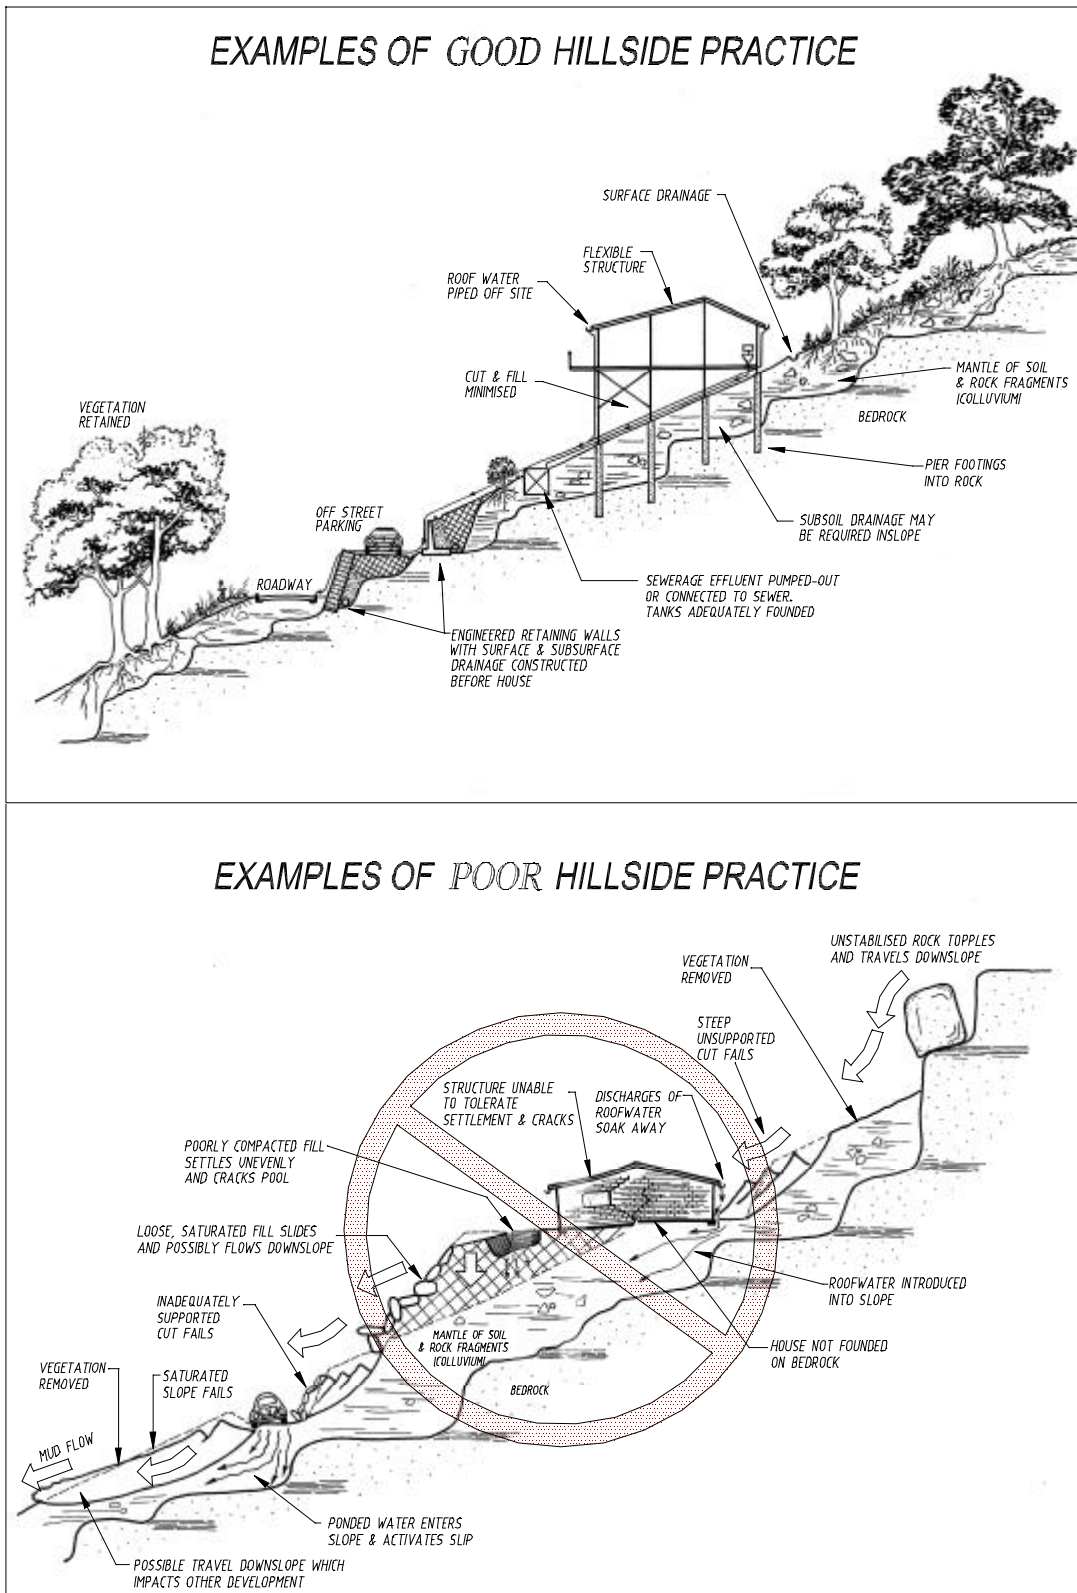 EXAMPLES OF GOOD HILLSIDE PRACTICE
SURFACE DRAINAGE
FLEXIBLE
STRUCTURE
ROOF WATER
PIPED OFF SITE
CUT & FILL
MINIMISED
MANTLE OF SOIL
& ROCK FRAGMENTS
(COLLUVIUM)
VEGETATION
RETAINED
BEDROCK
PIER FOOTINGS
INTO ROCK
OFF STREET
PARKING
SUBSOIL DRAINAGE MAY
BE REQUIRED INSLOPE
ROADWAY
SEWERAGE EFFLUENT PUMPED-OUT
OR CONNECTED TO SEWER.
TANKS ADEQUATELY FOUNDED
ENGINEERED RETAINING WALLS
WITH SURFACE & SUBSURFACE
DRAINAGE CONSTRUCTED
BEFORE HOUSE
EXAMPLES OF POOR HILLSIDE PRACTICE
UNSTABILISED ROCK TOPPLES
AND TRAVELS DOWNSLOPE
VEGETATION
REMOVED
STEEP
UNSUPPORTED
CUT FAILS
STRUCTURE UNABLE
TO TOLERATE
SETTLEMENT & CRACKS
DISCHARGES OF
ROOFWATER
SOAK AWAY
POORLY COMPACTED FILL
SETTLES UNEVENLY
AND CRACKS POOL
LOOSE, SATURATED FILL SLIDES
AND POSSIBLY FLOWS DOWNSLOPE
ROOFWATER INTRODUCED
INTO SLOPE
INADEQUATELY
SUPPORTED
CUT FAILS
MANTLE OF SOIL
& ROCK FRAGMENTS
(COLLUVIUM)
HOUSE NOT FOUNDED
ON BEDROCK
VEGETATION
REMOVED
SATURATED
SLOPE FAILS
BEDROCK
MUD FLOW
PONDED WATER ENTERS
SLOPE & ACTIVATES SLIP
POSSIBLE TRAVEL DOWNSLOPE WHICH
IMPACTS OTHER DEVELOPMENT